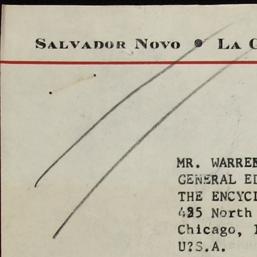 SALVADOR NOVO • LA
MR. WARREN
GENERAL ED
THE ENCYCL
425 North
Chicago, I
U?S.A.